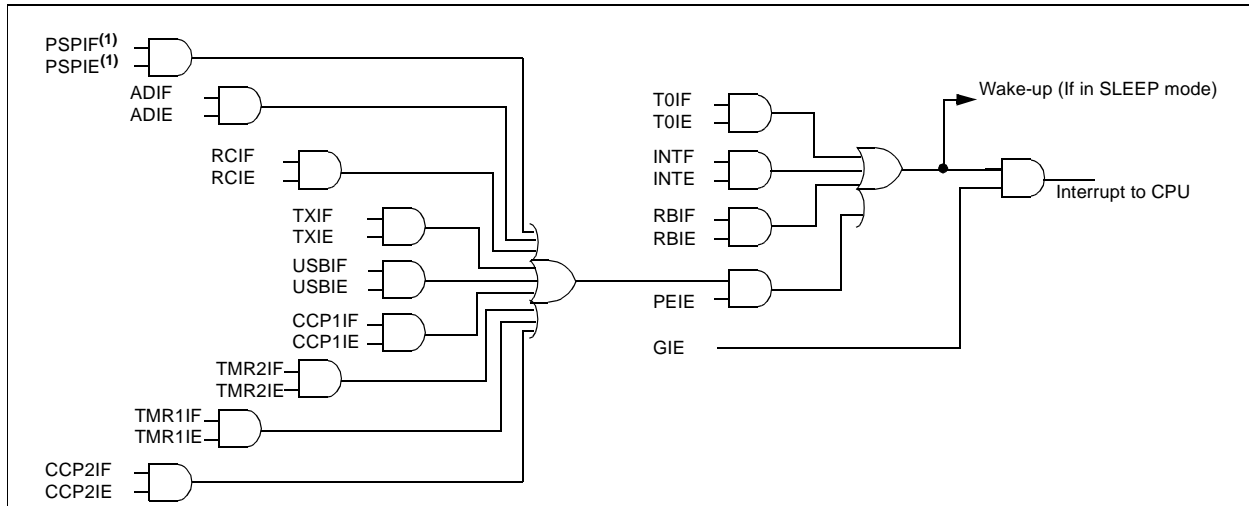 PSPIF(1)
PSPIE(1)
ADIF
ADIE
RCIF
RCIE
TXIF
TXIE
USBIF
USBIE
CCP1IF
CCP1IE
TMR2IF
TMR2IE
TMR1IF
TMR1IE
CCP2IF
CCP2IE
T0IF
T0IE
INTF
INTE
RBIF
RBIE
PEIE
GIE
Wake-up (If in SLEEP mode)
Interrupt to CPU